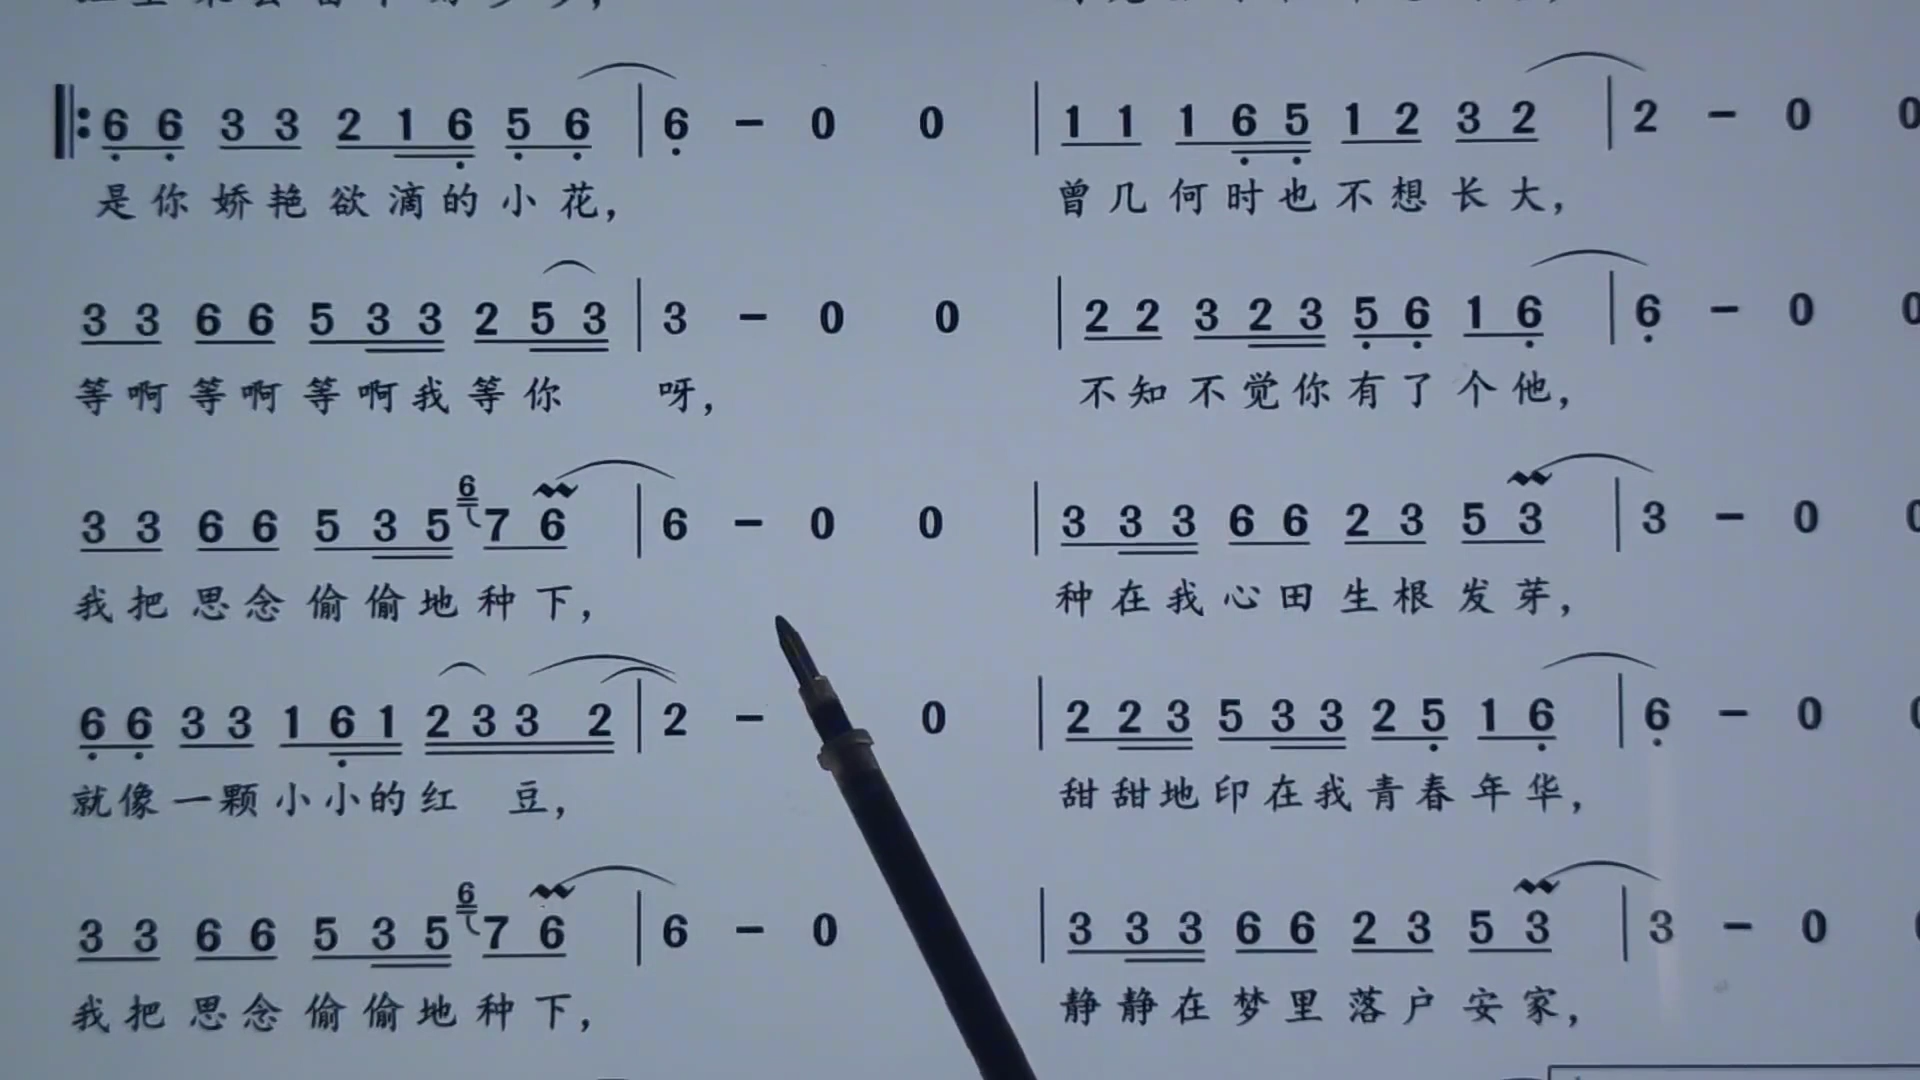 6 6 3 3 2 1 6 5 6 | 6 – 0 0 | 1 1 1 6 5 1 2 3 2 | 2 – 0 0
是你娇艳欲滴的小花， 曾几何时也不想长大，
3 3 6 6 5 3 3 2 5 3 | 3 – 0 0 | 2 2 3 2 3 5 6 1 6 | 6 – 0 0
等啊等啊等啊我等你 呀， 不知不觉你有了个他，
3 3 6 6 5 3 5 6 7 6 | 6 – 0 0 | 3 3 3 6 6 2 3 5 3 | 3 – 0 0
我把思念偷偷地种下， 种在我心田生根发芽，
6 6 3 3 1 6 1 2 3 3 2 | 2 – 0 | 2 2 3 5 3 3 2 5 1 6 | 6 – 0 0
就像一颗小小的红 豆， 甜甜地印在我青春年华，
3 3 6 6 5 3 5 6 7 6 | 6 – 0 | 3 3 3 6 6 2 3 5 3 | 3 – 0
我把思念偷偷地种下， 静静在梦里落户安家，